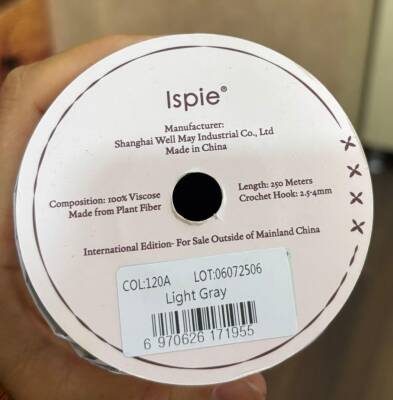 Ispie®
Manufacturer:
Shanghai Well May Industrial Co., Ltd
Made in China
Composition: 100% Viscose
Made from Plant Fiber
Length: 250 Meters
Crochet Hook: 2.5-4mm
International Edition- For Sale Outside of Mainland China
COL:120A LOT:06072506
Light Gray
6 970626 171955